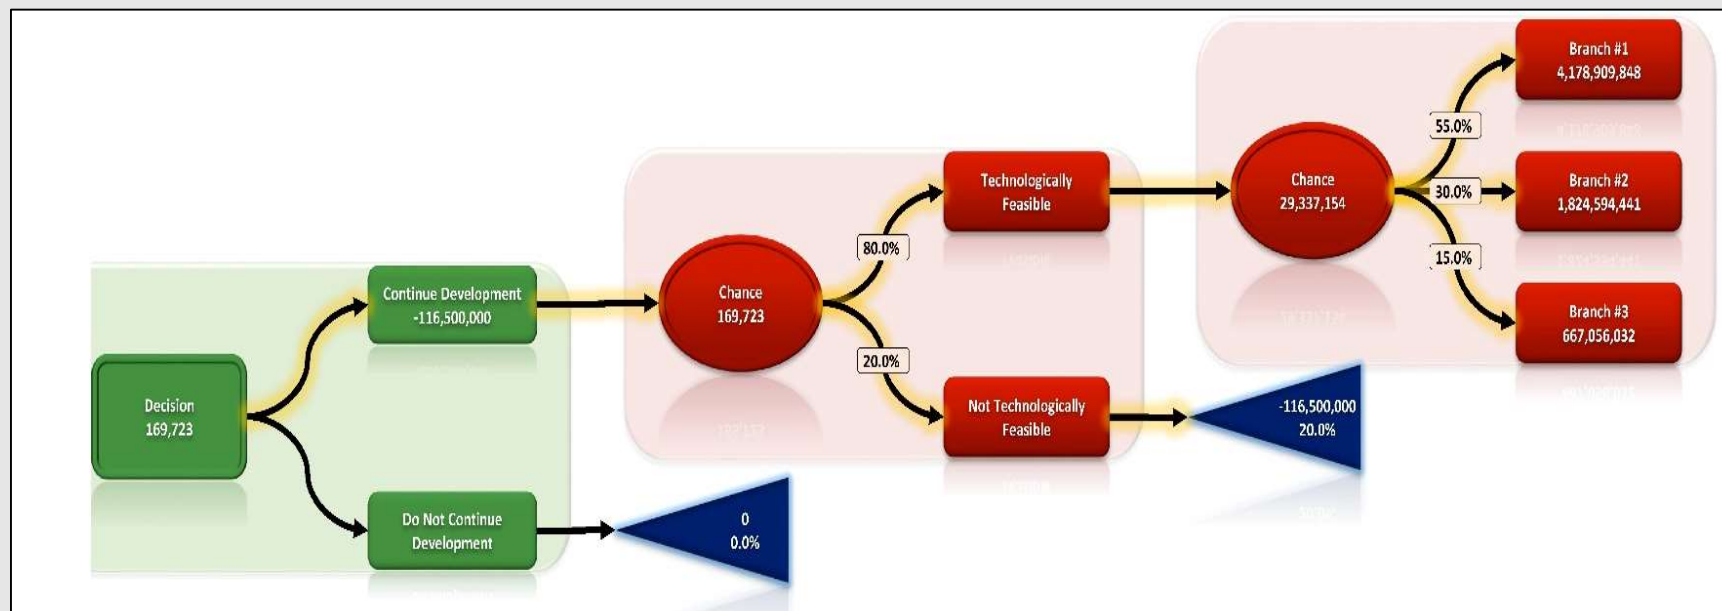 Branch #1
4,178,909,848
55.0%
Technologically
Feasible
Chance
29,337,154
30.0%
Branch #2
1,824,594,441
80.0%
15.0%
Continue Development
-116,500,000
Chance
169,723
Branch #3
667,056,032
20.0%
Decision
169,723
Not Technologically
Feasible
-116,500,000
20.0%
Do Not Continue
Development
0
0.0%